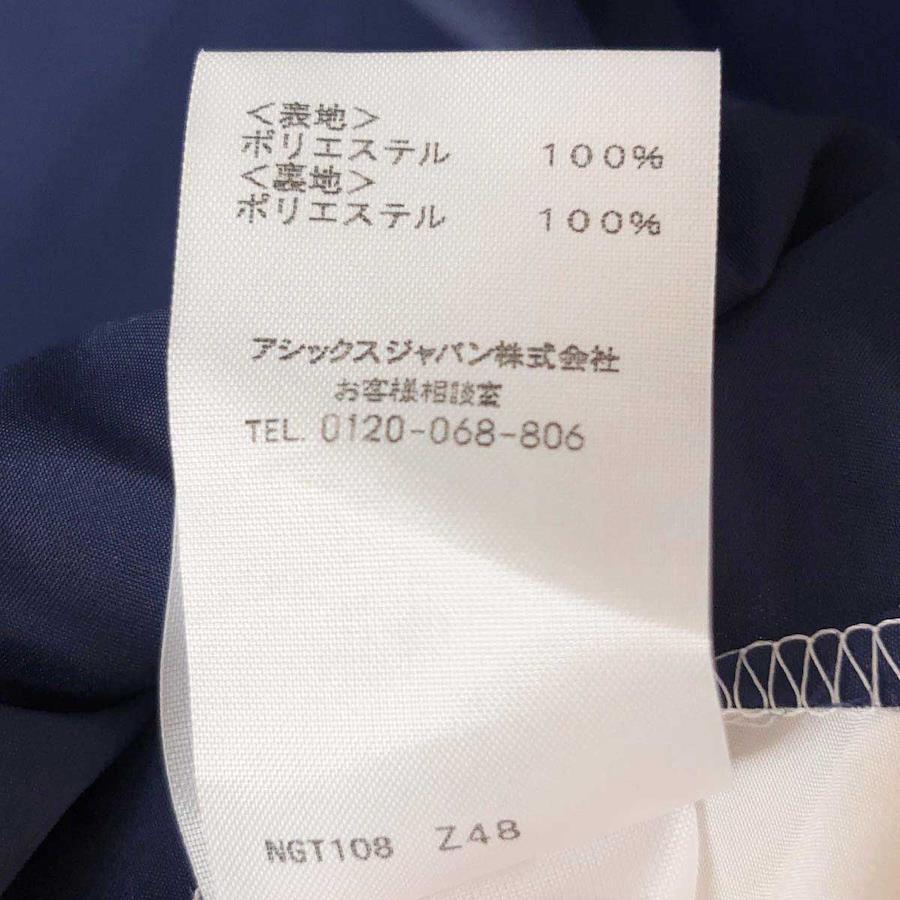 <表地>
ポリエステル 100%
<裏地>
ポリエステル 100%
アシックスジャパン株式会社
お客様相談室
TEL. 0120-068-806
NGT108 Z48